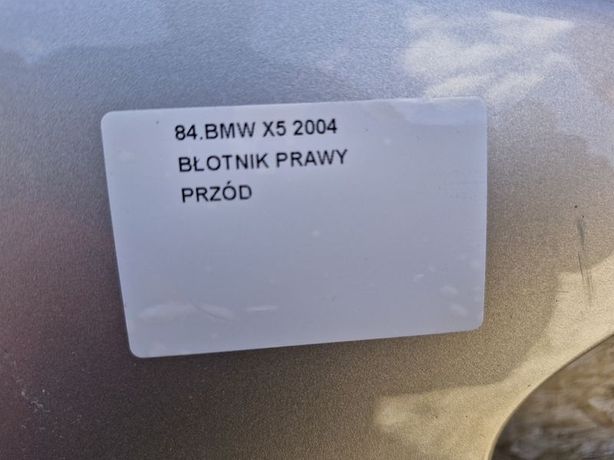 84.BMW X5 2004
BŁOTNIK PRAWY
PRZÓD